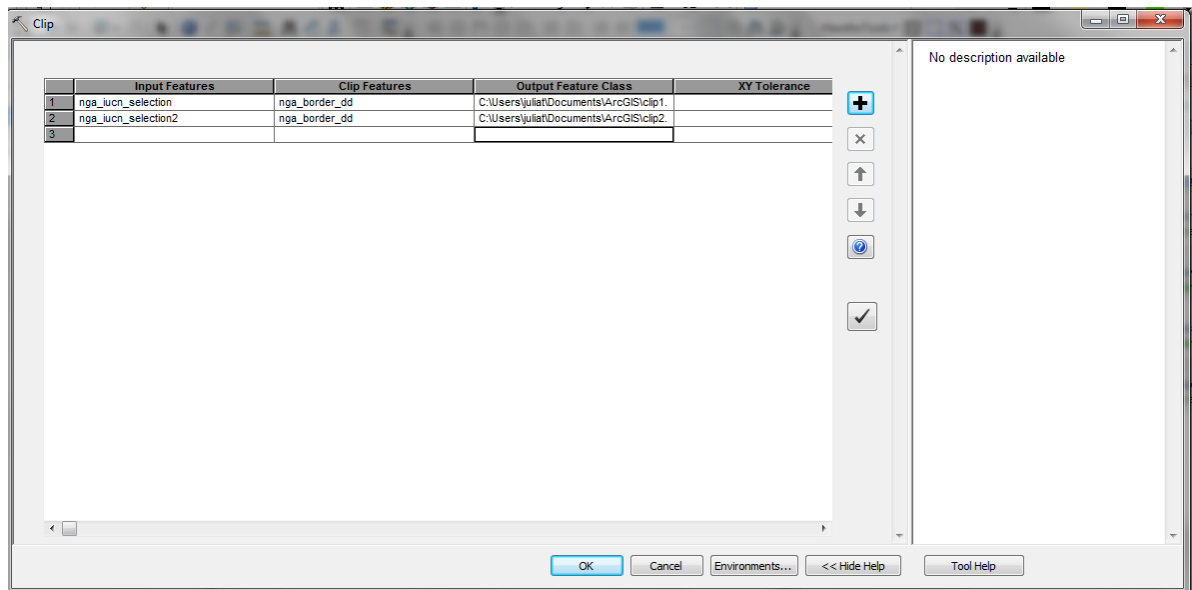 Clip
No description available
Input Features Clip Features Output Feature Class XY Tolerance
1 nga_iucn_selection nga_border_dd C:\Users\juliat\Documents\ArcGIS\clip1.
2 nga_iucn_selection2 nga_border_dd C:\Users\juliat\Documents\ArcGIS\clip2.
3
OK Cancel Environments... << Hide Help Tool Help